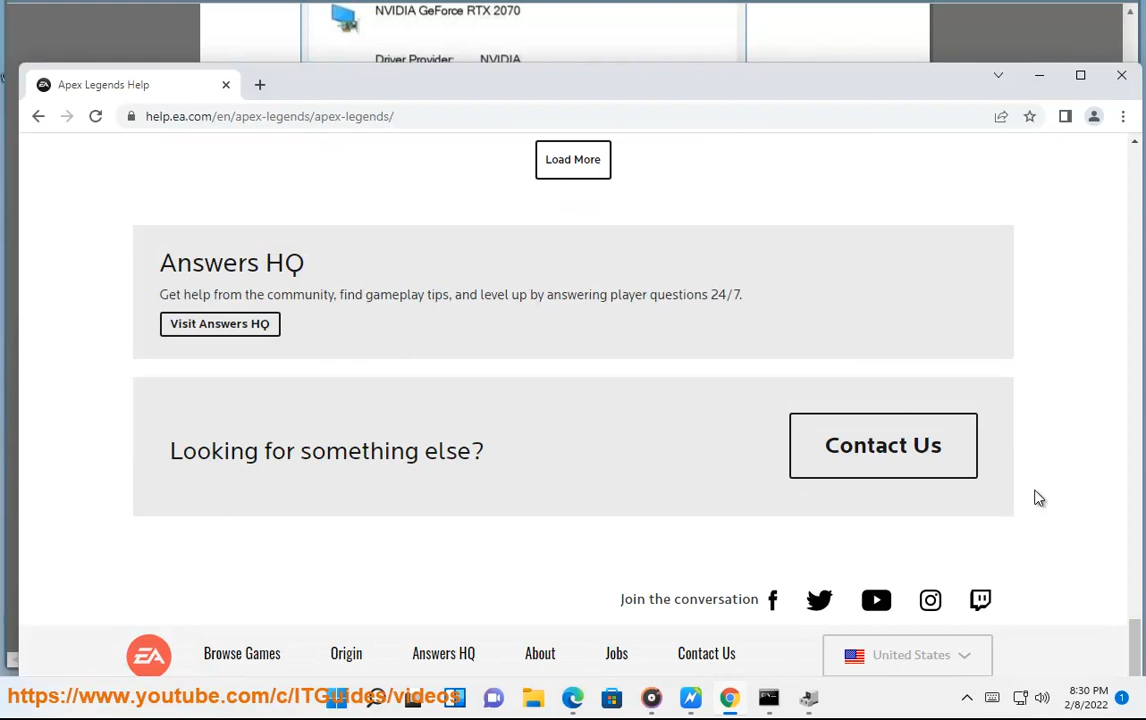 NVIDIA GeForce RTX 2070
Driver Provider: NVIDIA
Apex Legends Help
help.ea.com/en/apex-legends/apex-legends/
Load More
Answers HQ
Get help from the community, find gameplay tips, and level up by answering player questions 24/7.
Visit Answers HQ
Looking for something else?
Contact Us
Join the conversation
EA Browse Games Origin Answers HQ About Jobs Contact Us United States
https://www.youtube.com/c/ITGuides/videos
8:30 PM
2/8/2022
1